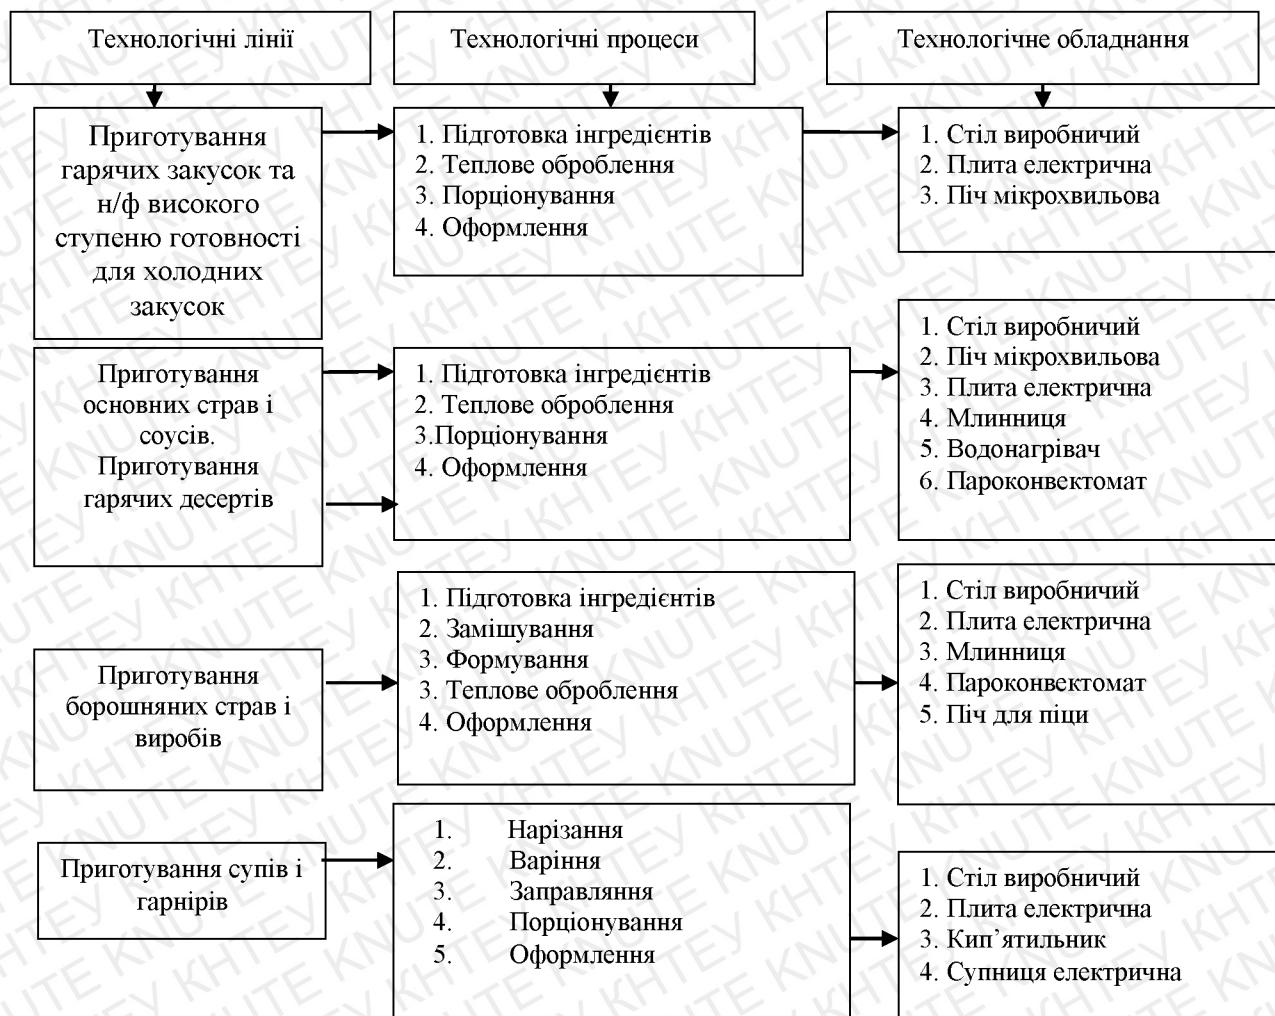 Технологічні лінії
Технологічні процеси
Технологічне обладнання
Приготування
гарячих закусок та
н/ф високого
ступеню готовності
для холодних
закусок
1. Підготовка інгредієнтів
2. Теплове оброблення
3. Порціонування
4. Оформлення
1. Стіл виробничий
2. Плита електрична
3. Піч мікрохвильова
Приготування
основних страв і
соусів.
Приготування
гарячих десертів
1. Підготовка інгредієнтів
2. Теплове оброблення
3.Порціонування
4. Оформлення
1. Стіл виробничий
2. Піч мікрохвильова
3. Плита електрична
4. Млинниця
5. Водонагрівач
6. Пароконвектомат
Приготування
борошняних страв і
виробів
1. Підготовка інгредієнтів
2. Замішування
3. Формування
3. Теплове оброблення
4. Оформлення
1. Стіл виробничий
2. Плита електрична
3. Млинниця
4. Пароконвектомат
5. Піч для піци
Приготування супів і
гарнірів
1. Нарізання
2. Варіння
3. Заправляння
4. Порціонування
5. Оформлення
1. Стіл виробничий
2. Плита електрична
3. Кип’ятильник
4. Супниця електрична